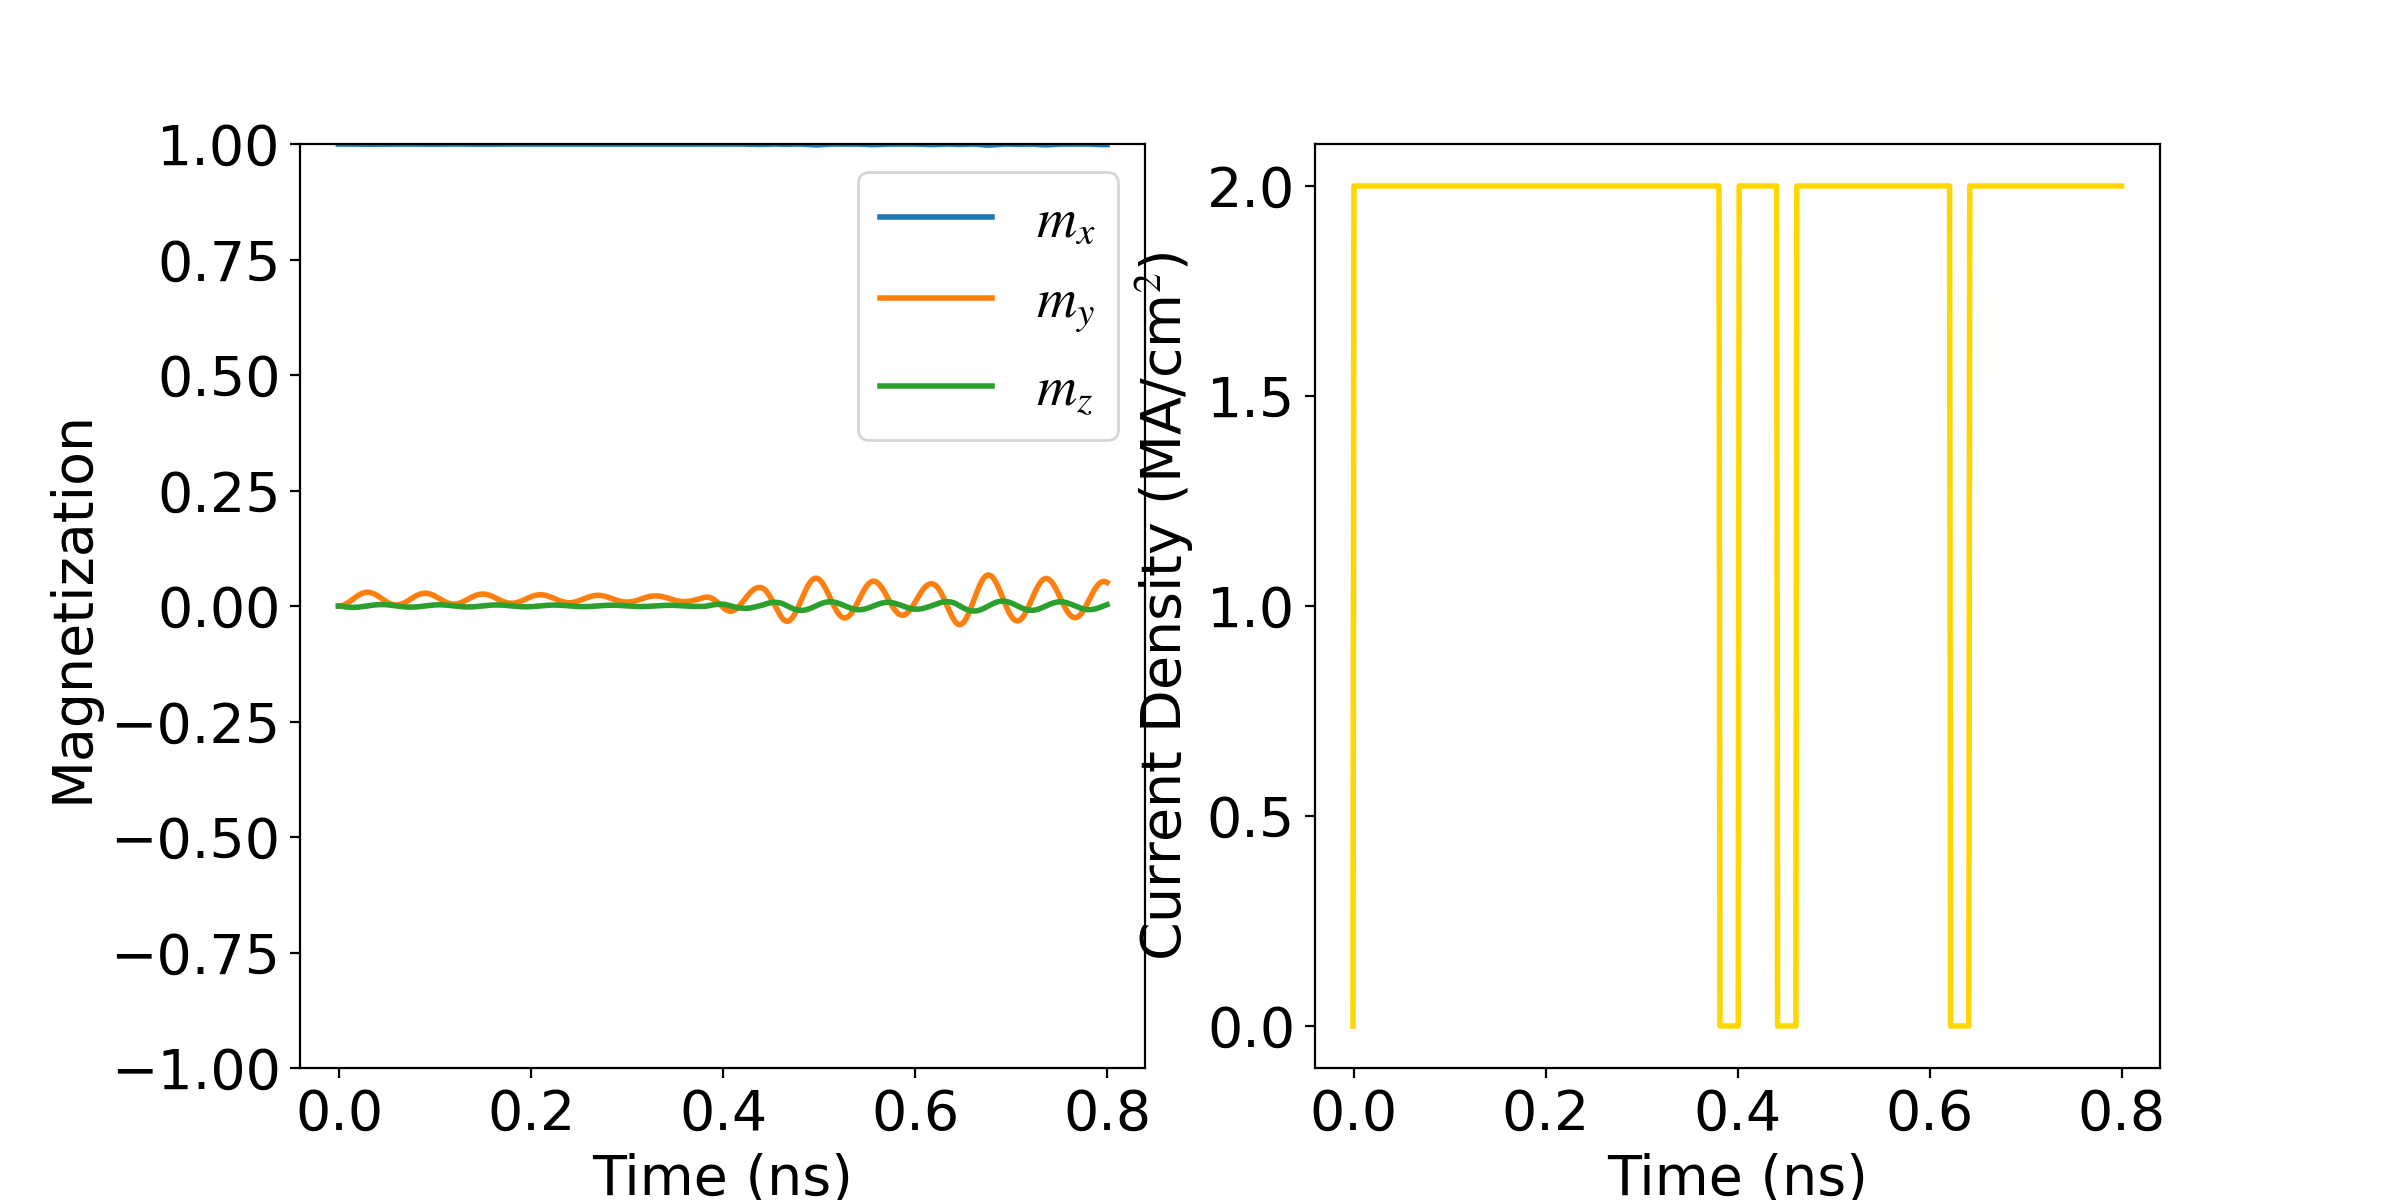 1.00
0.75
0.50
0.25
0.00
−0.25
−0.50
−0.75
−1.00
Magnetization
0.0 0.2 0.4 0.6 0.8
Time (ns)
m_x
m_y
m_z
2.0
1.5
1.0
0.5
0.0
Current Density (MA/cm²)
0.0 0.2 0.4 0.6 0.8
Time (ns)